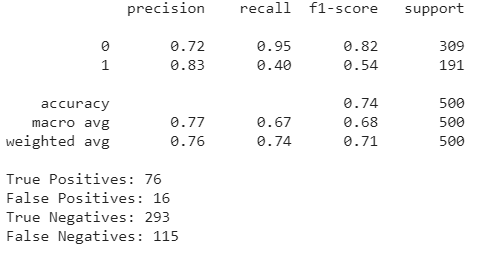 precision recall f1-score support
0 0.72 0.95 0.82 309
1 0.83 0.40 0.54 191
accuracy 0.74 500
macro avg 0.77 0.67 0.68 500
weighted avg 0.76 0.74 0.71 500
True Positives: 76
False Positives: 16
True Negatives: 293
False Negatives: 115